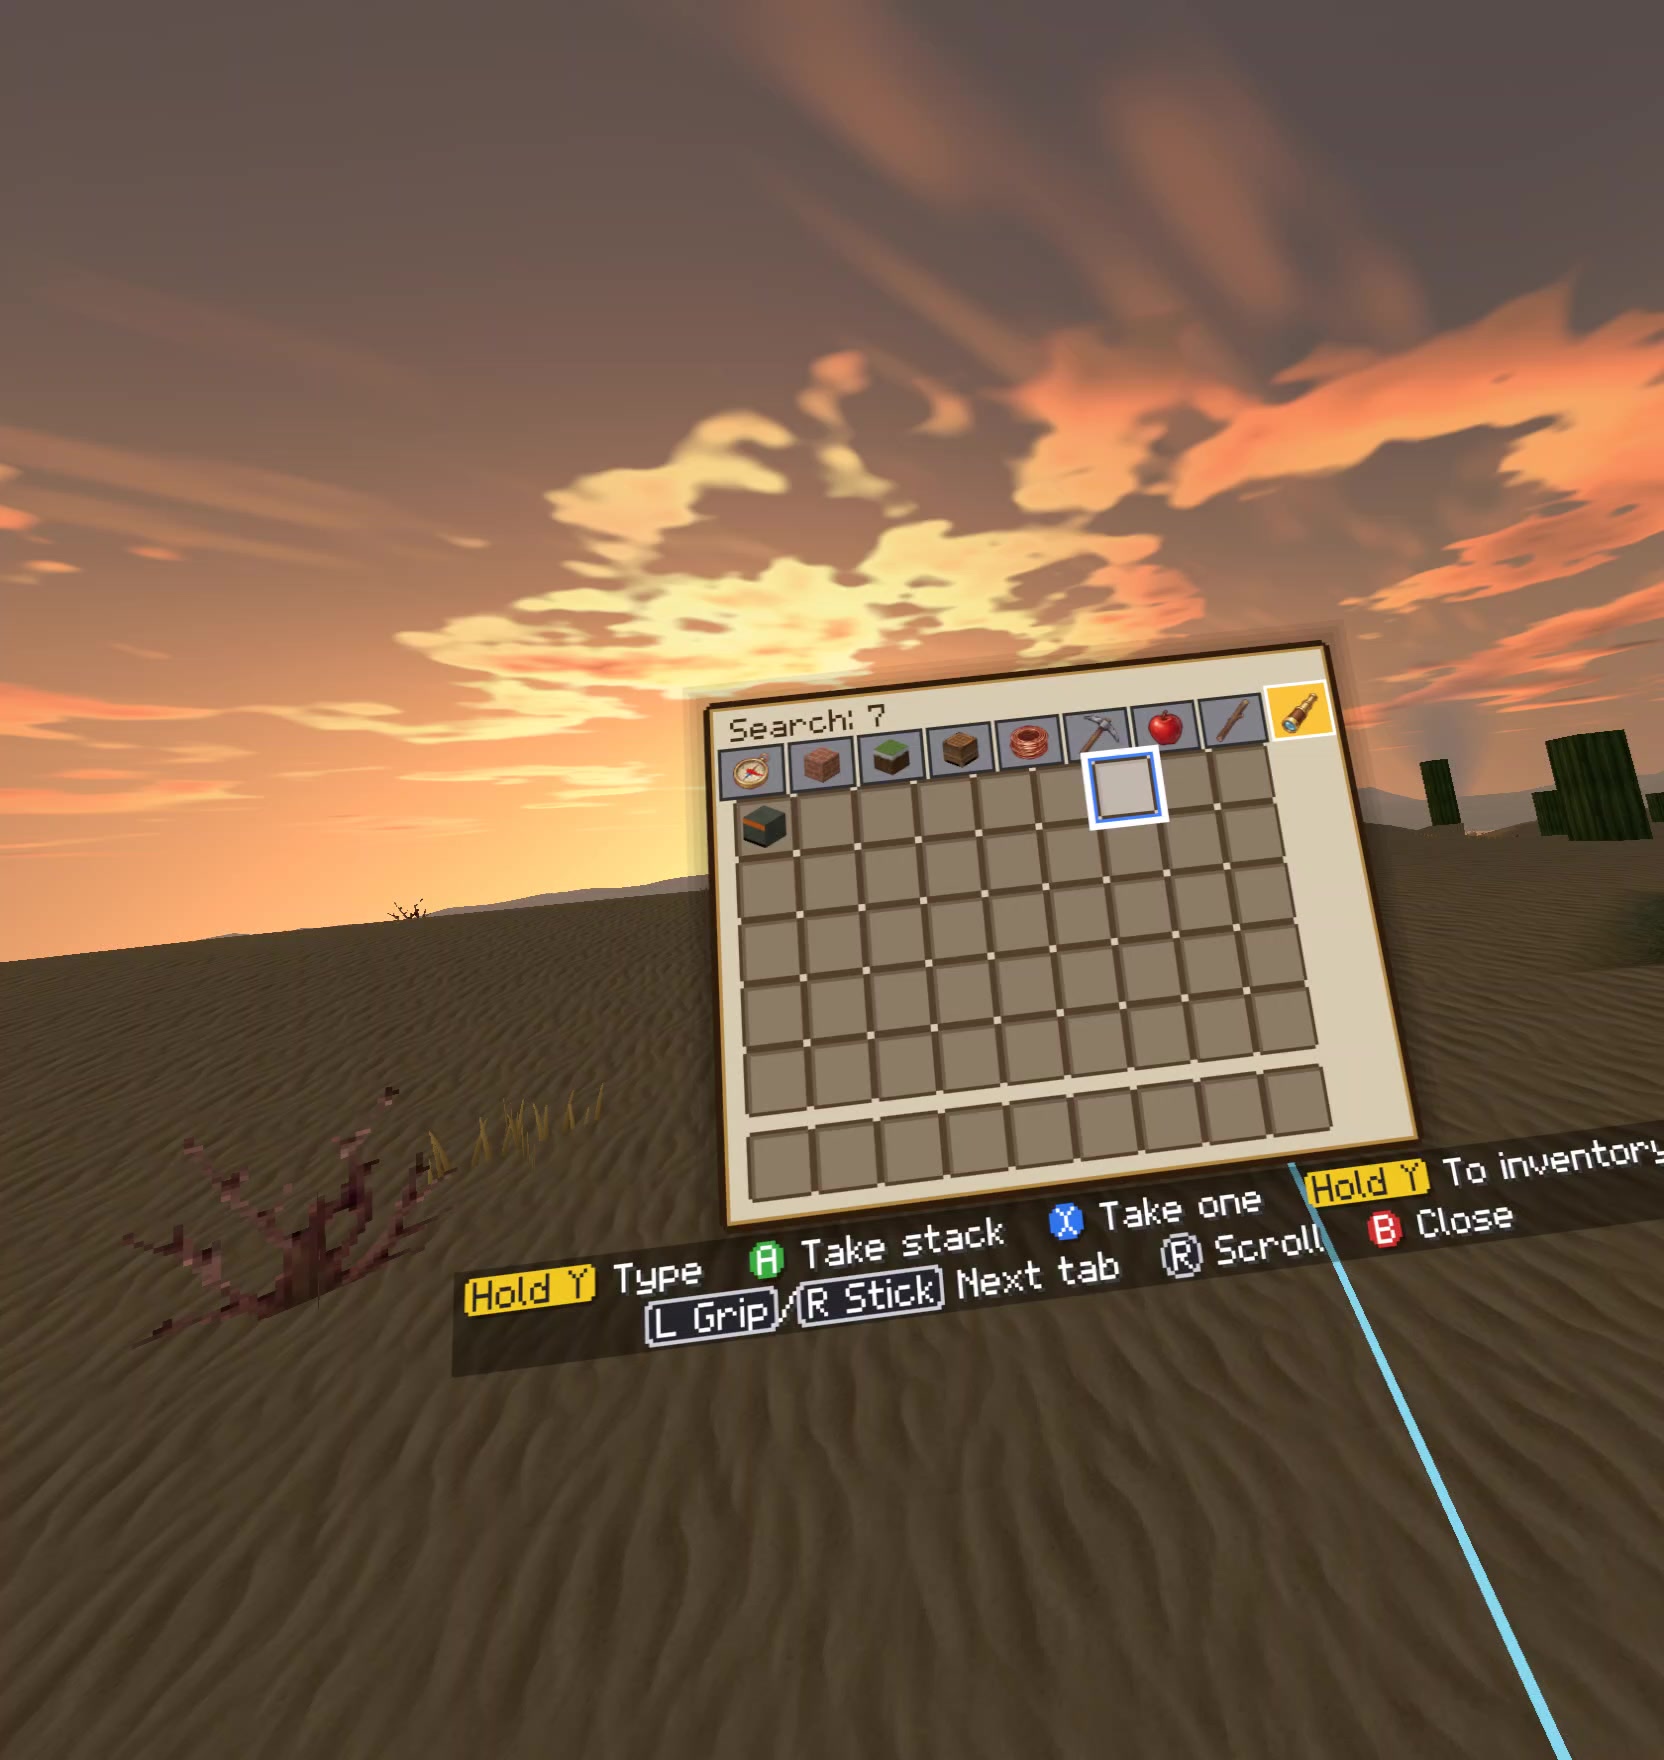 Search: 7
Hold Y Type A Take stack X Take one Hold Y To inventory
L Grip/R Stick Next tab R Scroll B Close